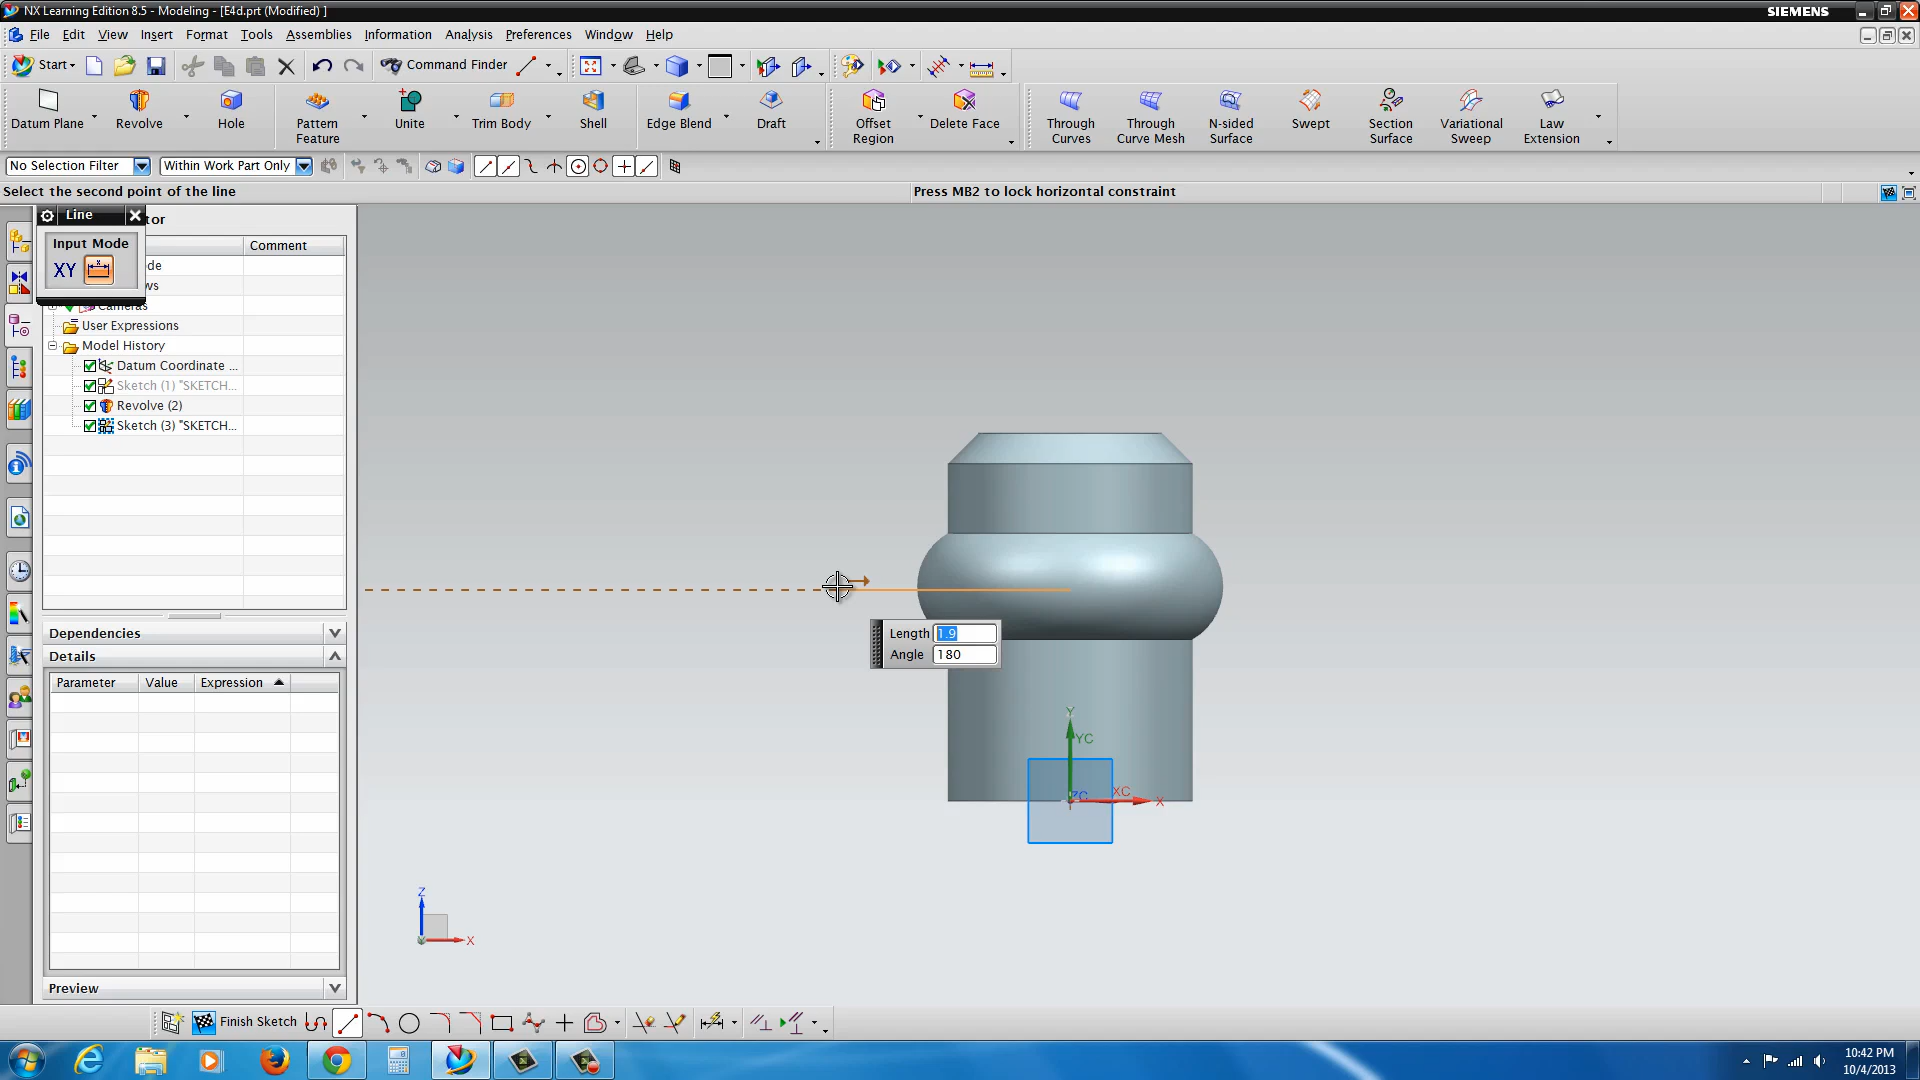 NX Learning Edition 8.5 - Modeling - [E4d.prt (Modified) ]
SIEMENS
File Edit View Insert Format Tools Assemblies Information Analysis Preferences Window Help
Start
Command Finder
Datum Plane
Revolve
Hole
Pattern Feature
Unite
Trim Body
Shell
Edge Blend
Draft
Offset Region
Delete Face
Through Curves
Through Curve Mesh
N-sided Surface
Swept
Section Surface
Variational Sweep
Law Extension
No Selection Filter
Within Work Part Only
Select the second point of the line
Press MB2 to lock horizontal constraint
Line
tor
Input Mode
XY
Comment
de
ws
Cameras
User Expressions
Model History
Datum Coordinate ...
Sketch (1) "SKETCH...
Revolve (2)
Sketch (3) "SKETCH...
Length 1.9
Angle 180
Dependencies
Details
Parameter Value Expression
Y
YC
ZC
XC
X
Z
Y
X
Preview
Finish Sketch
10:42 PM
10/4/2013